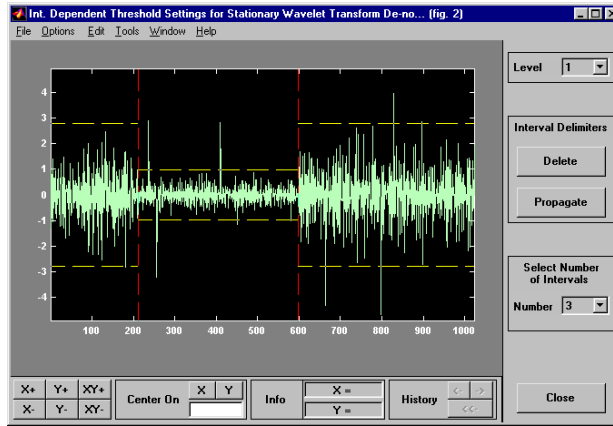 Int. Dependent Threshold Settings for Stationary Wavelet Transform De-no... (fig. 2)
File Options Edit Tools Window Help
Level 1
4
3
2
1
0
-1
-2
-3
-4
100 200 300 400 500 600 700 800 900 1000
Interval Delimiters
Delete
Propagate
Select Number
of Intervals
Number 3
X+ Y+ XY+
X- Y- XY-
Center On X Y
Info X =
Y =
History <- ->
<<-
Close